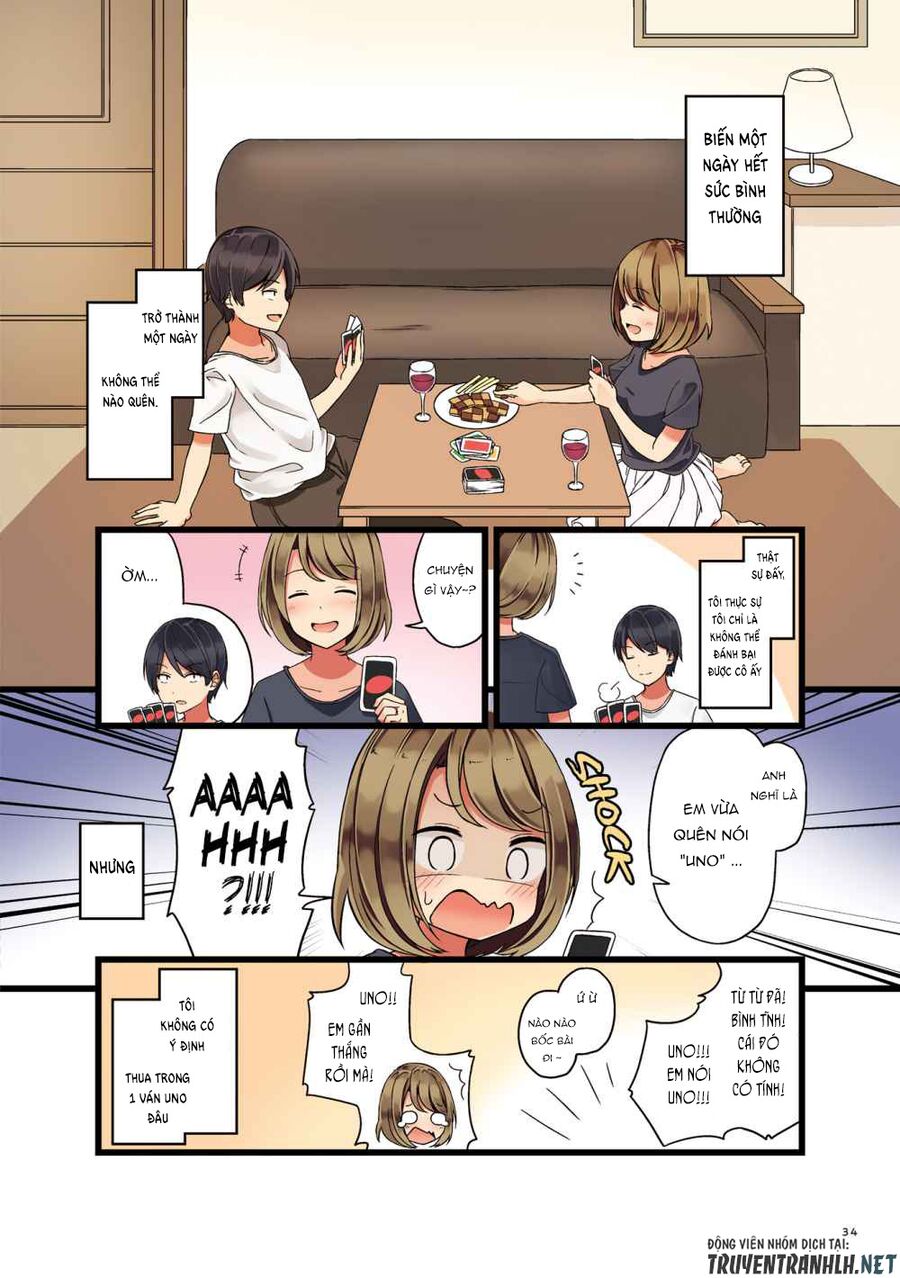 BIẾN MỘT
NGÀY HẾT
SỨC BÌNH
THƯỜNG
TRỞ THÀNH
MỘT NGÀY
KHÔNG THỂ
NÀO QUÊN.
THẬT
SỰ ĐẤY,
TÔI THỰC SỰ
TÔI CHỈ LÀ
KHÔNG THỂ
ĐÁNH BẠI
ĐƯỢC CÔ ẤY
CHUYỆN
GÌ VẬY~?
ỜM...
ANH
NGHĨ LÀ
EM VỪA
QUÊN NÓI
"UNO" ...
SHOCK
AAAA
HHH
?!!!!
NHƯNG
TỪ TỪ ĐÃ!
BÌNH TĨNH!
CÁI ĐÓ
KHÔNG
CÓ TÍNH!
UNO!!!
EM NÓI
UNO!!!
Ứ Ừ
NÀO NÀO
BỐC BÀI
ĐI ~
UNO!!
EM GẦN
THẮNG
RỒI MÀ!
TÔI
KHÔNG CÓ
Ý ĐỊNH
THUA TRONG
1 VÁN UNO
ĐÂU
34
ĐỘNG VIÊN NHÓM DỊCH TẠI:
TRUYENTRANHLH.NET